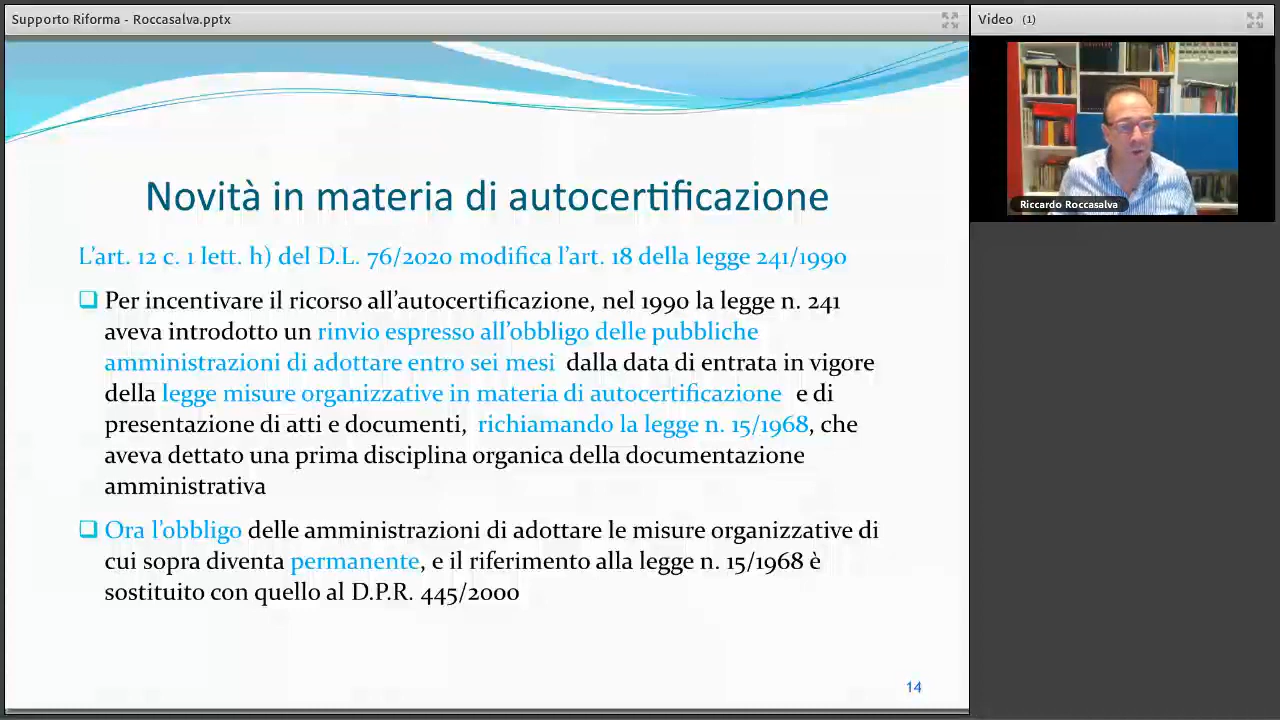 Supporto Riforma - Roccasalva.pptx
Video (1)
Riccardo Roccasalva
Novità in materia di autocertificazione
L’art. 12 c. 1 lett. h) del D.L. 76/2020 modifica l’art. 18 della legge 241/1990
Per incentivare il ricorso all’autocertificazione, nel 1990 la legge n. 241
aveva introdotto un rinvio espresso all’obbligo delle pubbliche
amministrazioni di adottare entro sei mesi dalla data di entrata in vigore
della legge misure organizzative in materia di autocertificazione e di
presentazione di atti e documenti, richiamando la legge n. 15/1968, che
aveva dettato una prima disciplina organica della documentazione
amministrativa
Ora l’obbligo delle amministrazioni di adottare le misure organizzative di
cui sopra diventa permanente, e il riferimento alla legge n. 15/1968 è
sostituito con quello al D.P.R. 445/2000
14